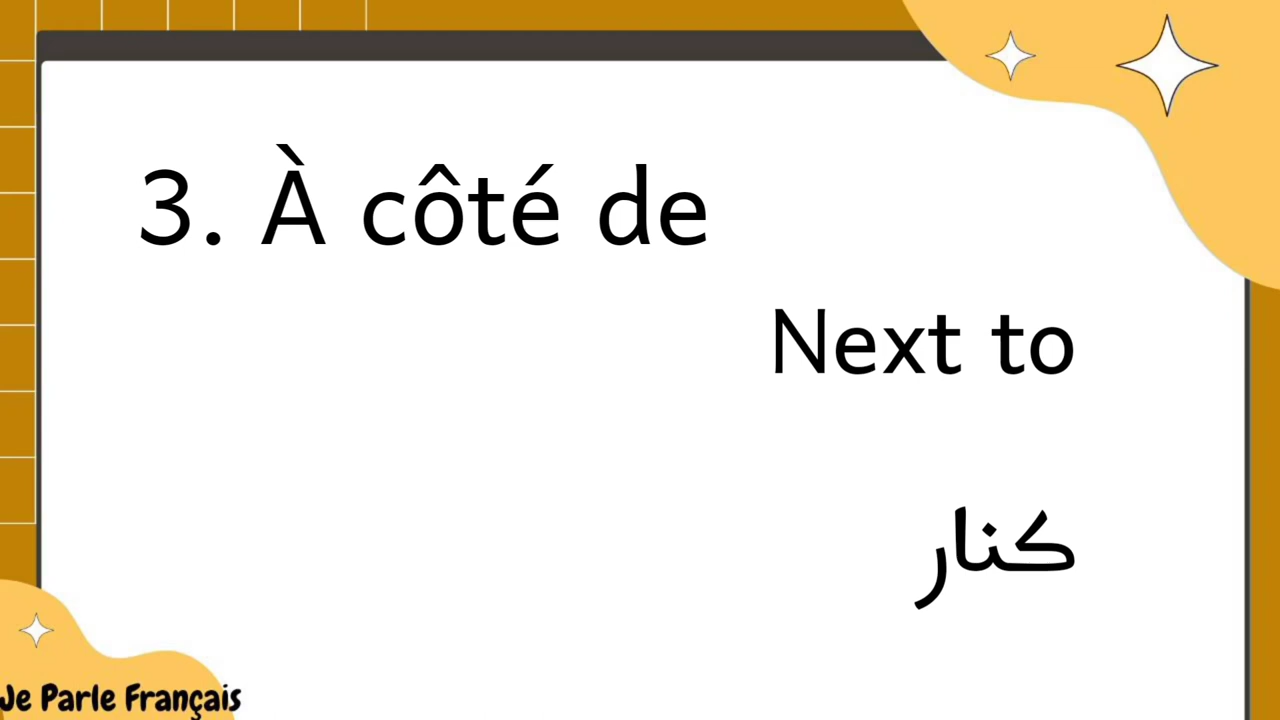 3. À côté de
Next to
کنار
Je Parle Français